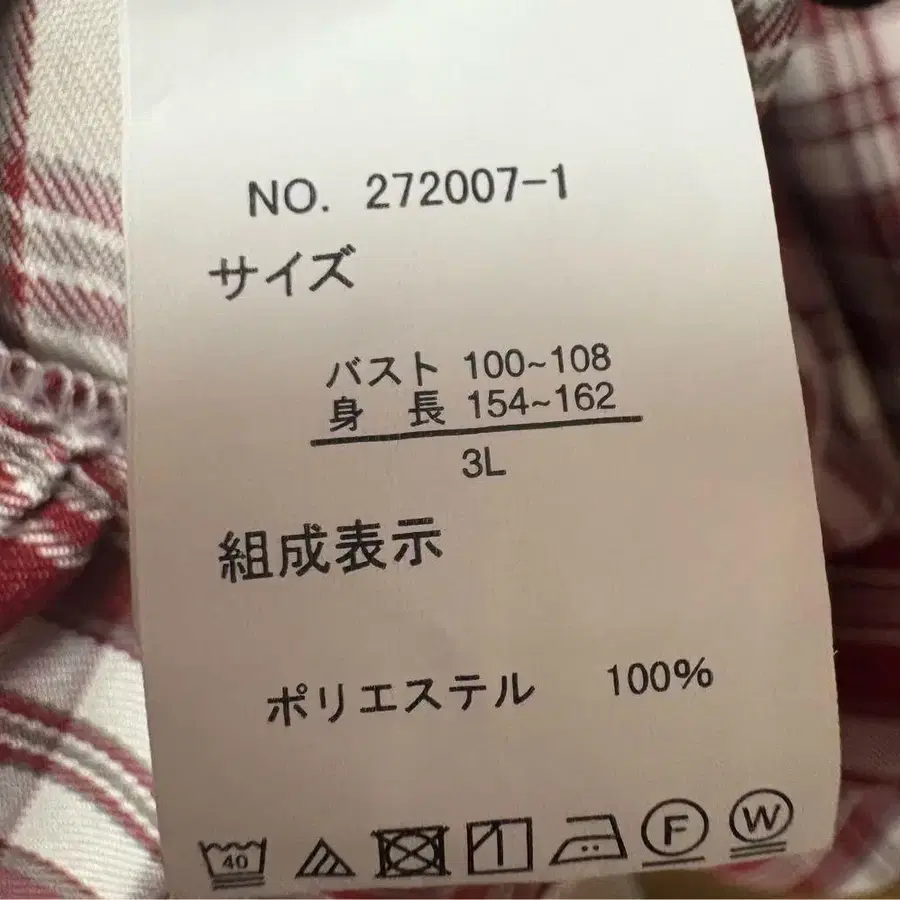 NO. 272007-1
サイズ
バスト 100~108
身 長 154~162
3L
組成表示
ポリエステル 100%
40 F W